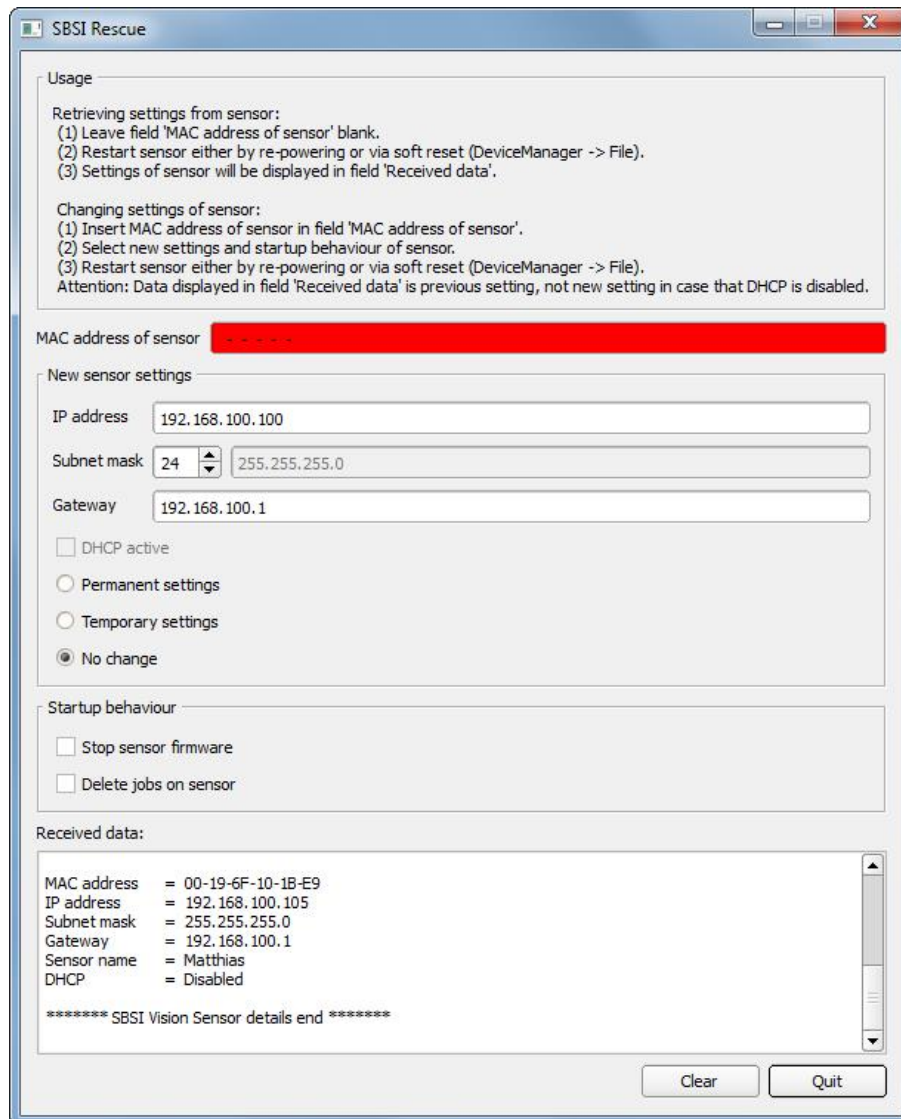 SBSI Rescue
Usage
Retrieving settings from sensor:
(1) Leave field 'MAC address of sensor' blank.
(2) Restart sensor either by re-powering or via soft reset (DeviceManager -> File).
(3) Settings of sensor will be displayed in field 'Received data'.
Changing settings of sensor:
(1) Insert MAC address of sensor in field 'MAC address of sensor'.
(2) Select new settings and startup behaviour of sensor.
(3) Restart sensor either by re-powering or via soft reset (DeviceManager -> File).
Attention: Data displayed in field 'Received data' is previous setting, not new setting in case that DHCP is disabled.
MAC address of sensor - - - - -
New sensor settings
IP address 192.168.100.100
Subnet mask 24 255.255.255.0
Gateway 192.168.100.1
DHCP active
Permanent settings
Temporary settings
No change
Startup behaviour
Stop sensor firmware
Delete jobs on sensor
Received data:
MAC address = 00-19-6F-10-1B-E9
IP address = 192.168.100.105
Subnet mask = 255.255.255.0
Gateway = 192.168.100.1
Sensor name = Matthias
DHCP = Disabled
******* SBSI Vision Sensor details end *******
Clear Quit